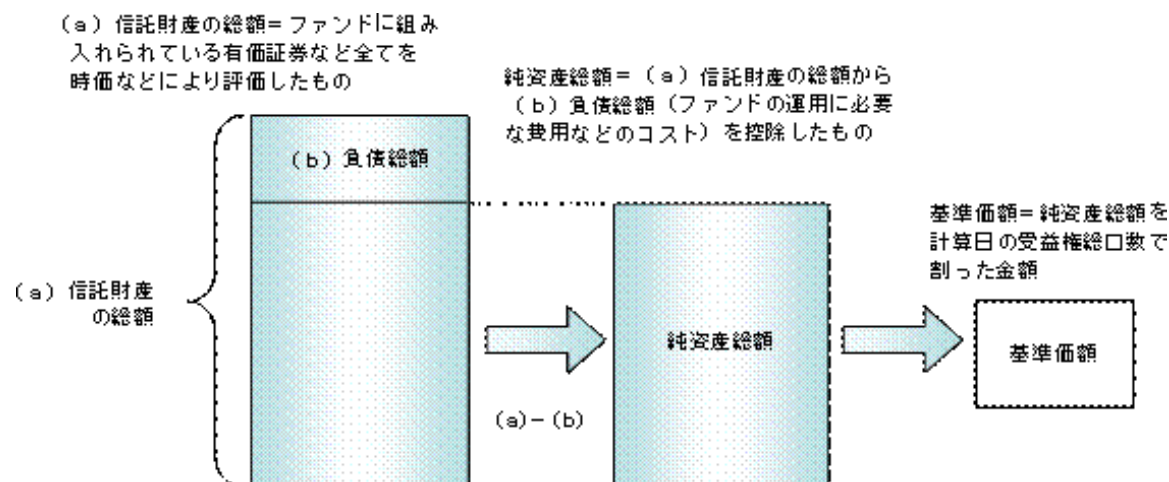 (a) 信託財産の総額=ファンドに組み
入れられている有価証券など全てを
時価などにより評価したもの
純資産総額=(a) 信託財産の総額から
(b) 負債総額 (ファンドの運用に必要
な費用などのコスト) を控除したもの
(b) 負債総額
基準価額=純資産総額を
計算日の受益権総口数で
割った金額
(a) 信託財産
の総額
純資産総額
基準価額
(a)-(b)